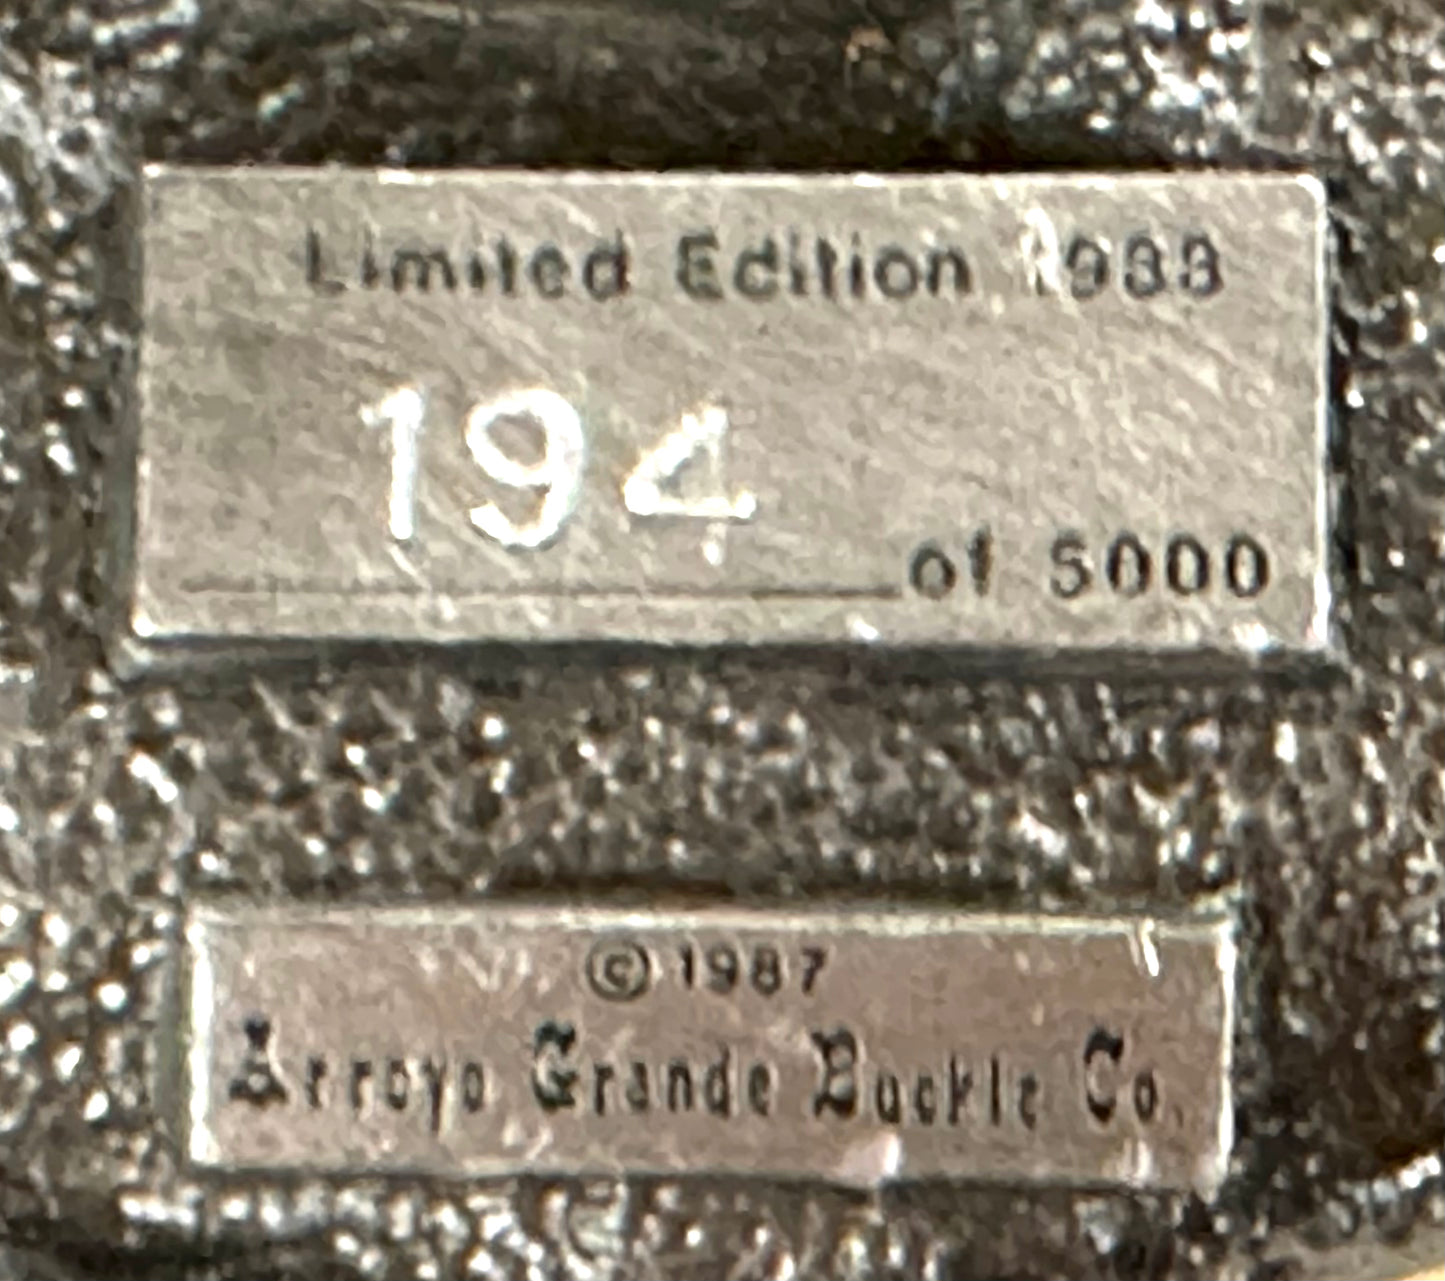 Limited Edition 1988
194 of 5000
©1987
Arroyo Grande Buckle Co.